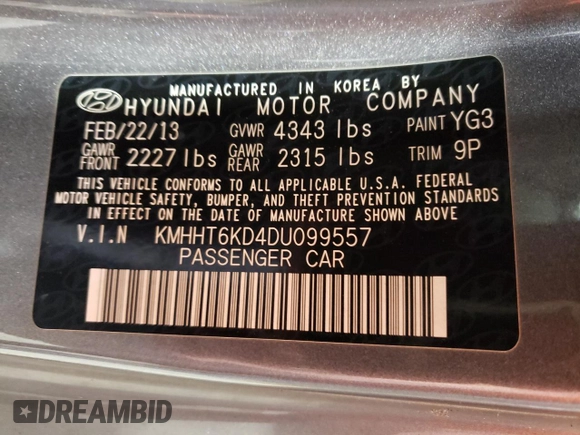 MANUFACTURED IN KOREA BY
HYUNDAI MOTOR COMPANY
FEB/22/13 GVWR 4343 lbs PAINT YG3
GAWR FRONT 2227 lbs GAWR REAR 2315 lbs TRIM 9P
THIS VEHICLE CONFORMS TO ALL APPLICABLE U.S.A. FEDERAL
MOTOR VEHICLE SAFETY, BUMPER, AND THEFT PREVENTION STANDARDS
IN EFFECT ON THE DATE OF MANUFACTURE SHOWN ABOVE
V.I.N KMHHT6KD4DU099557
PASSENGER CAR
DREAMBID